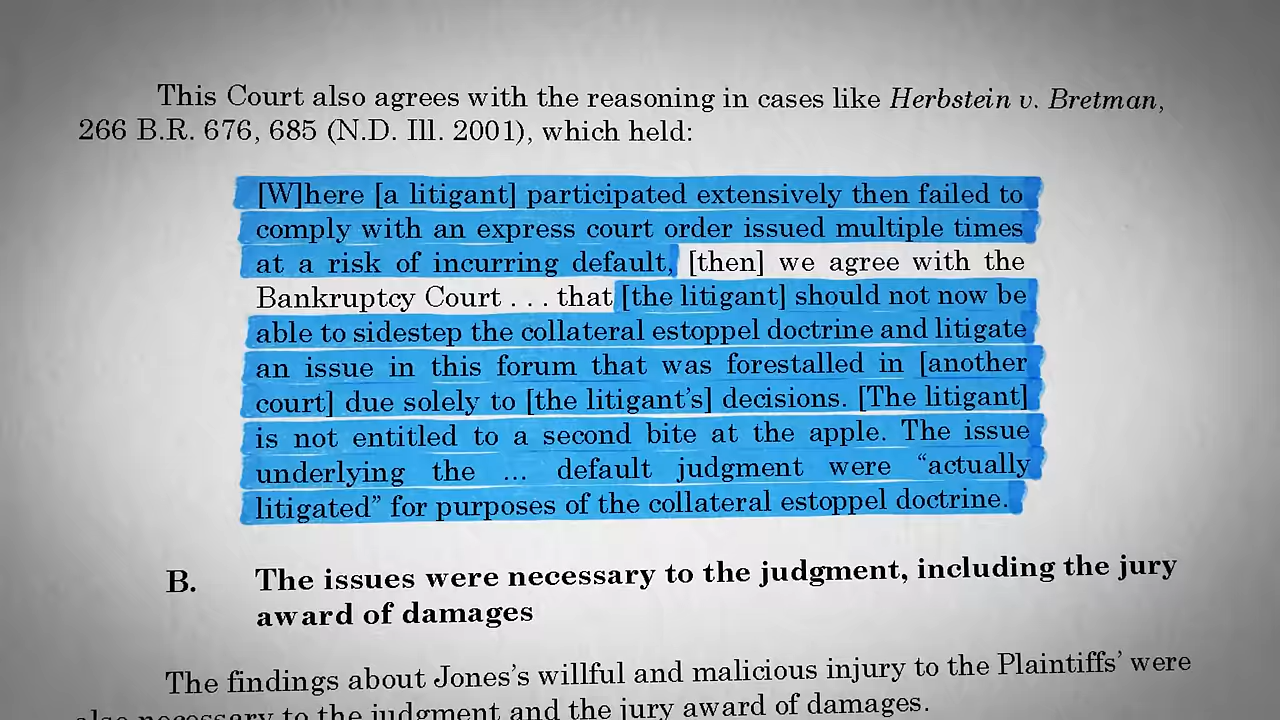 This Court also agrees with the reasoning in cases like Herbstein v. Bretman,
266 B.R. 676, 685 (N.D. Ill. 2001), which held:
[W]here [a litigant] participated extensively then failed to
comply with an express court order issued multiple times
at a risk of incurring default, [then] we agree with the
Bankruptcy Court . . . that [the litigant] should not now be
able to sidestep the collateral estoppel doctrine and litigate
an issue in this forum that was forestalled in [another
court] due solely to [the litigant's] decisions. [The litigant]
is not entitled to a second bite at the apple. The issue
underlying the ... default judgment were “actually
litigated” for purposes of the collateral estoppel doctrine.
B. The issues were necessary to the judgment, including the jury
award of damages
The findings about Jones's willful and malicious injury to the Plaintiffs' were
also necessary to the judgment and the jury award of damages.